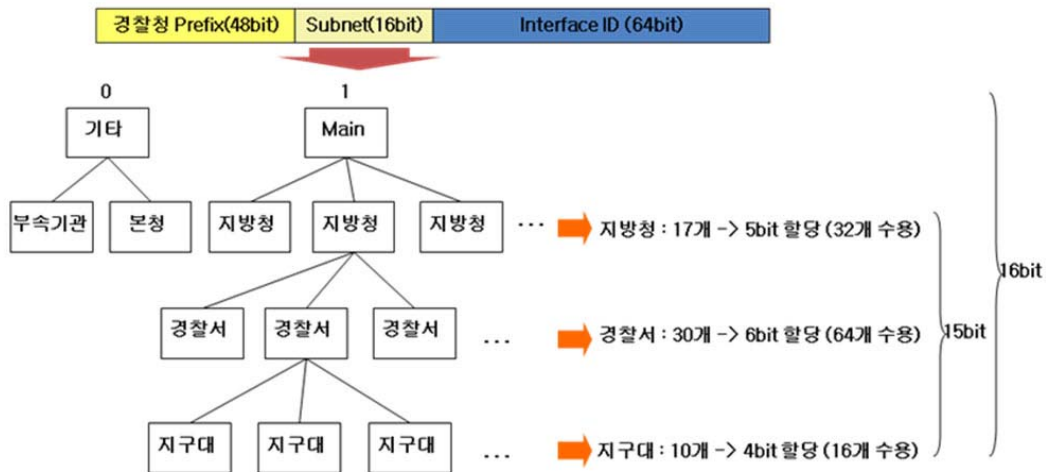 경찰청 Prefix(48bit) Subnet(16bit) Interface ID (64bit)
0 1
기타 Main
부속기관 본청 지방청 지방청 지방청 ... 지방청 : 17개 -> 5bit 할당 (32개 수용)
16bit
경찰서 경찰서 경찰서 ... 경찰서 : 30개 -> 6bit 할당 (64개 수용) 15bit
지구대 지구대 지구대 ... 지구대 : 10개 -> 4bit 할당 (16개 수용)